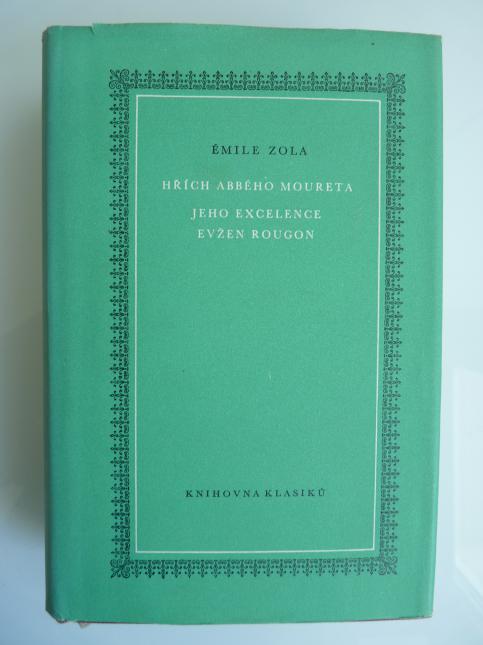 ÉMILE ZOLA
HŘÍCH ABBÉHO MOURETA
JEHO EXCELENCE
EVŽEN ROUGON
KNIHOVNA KLASIKŮ